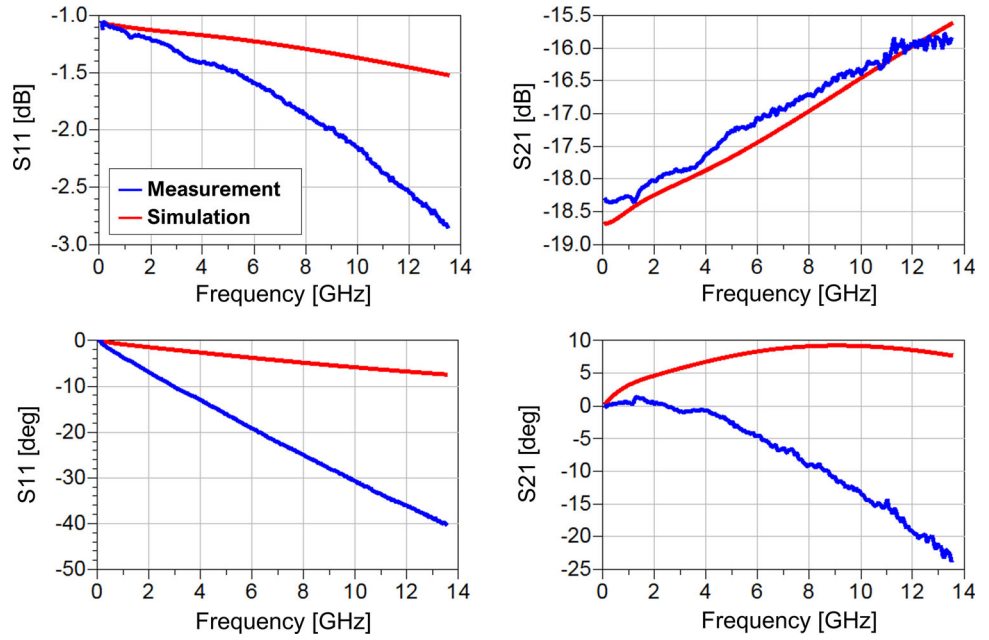 -1.0
-1.5
-2.0
-2.5
-3.0
S11 [dB]
Measurement
Simulation
0 2 4 6 8 10 12 14
Frequency [GHz]
-15.5
-16.0
-16.5
-17.0
-17.5
-18.0
-18.5
-19.0
S21 [dB]
0 2 4 6 8 10 12 14
Frequency [GHz]
0
-10
-20
-30
-40
-50
S11 [deg]
0 2 4 6 8 10 12 14
Frequency [GHz]
10
5
0
-5
-10
-15
-20
-25
S21 [deg]
0 2 4 6 8 10 12 14
Frequency [GHz]